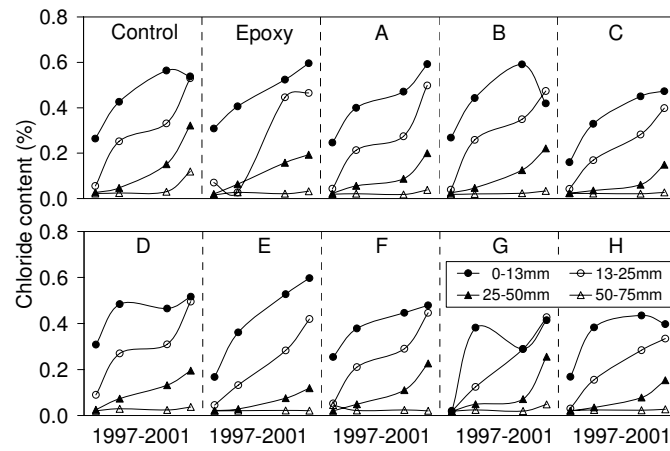 Chloride content (%)
0.8
0.6
0.4
0.2
0.0
Control
Epoxy
A
B
C
0.8
0.6
0.4
0.2
0.0
D
E
F
G
H
0-13mm 13-25mm
25-50mm 50-75mm
1997-2001 1997-2001 1997-2001 1997-2001 1997-2001